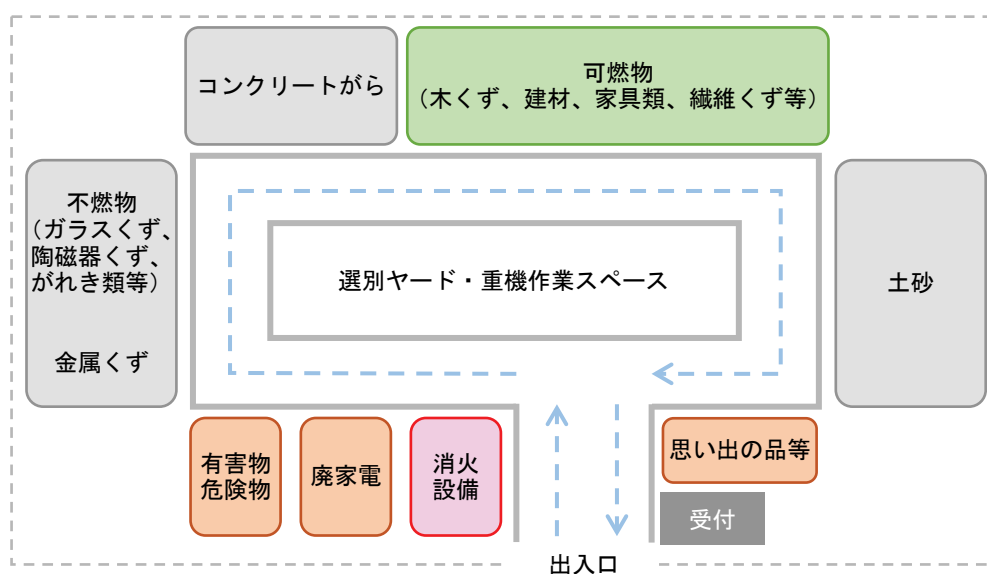 コンクリートがら
可燃物
（木くず、建材、家具類、繊維くず等）
不燃物
（ガラスくず、
陶磁器くず、
がれき類等）
金属くず
選別ヤード・重機作業スペース
土砂
有害物
危険物
廃家電
消火
設備
思い出の品等
受付
出入口